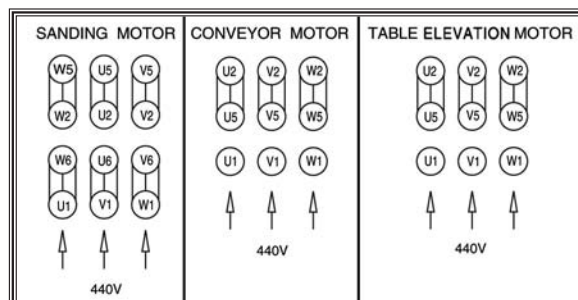 SANDING MOTOR
W5 U5 V5
W2 U2 V2
W6 U6 V6
U1 V1 W1
440V
CONVEYOR MOTOR
U2 V2 W2
U5 V5 W5
U1 V1 W1
440V
TABLE ELEVATION MOTOR
U2 V2 W2
U5 V5 W5
U1 V1 W1
440V